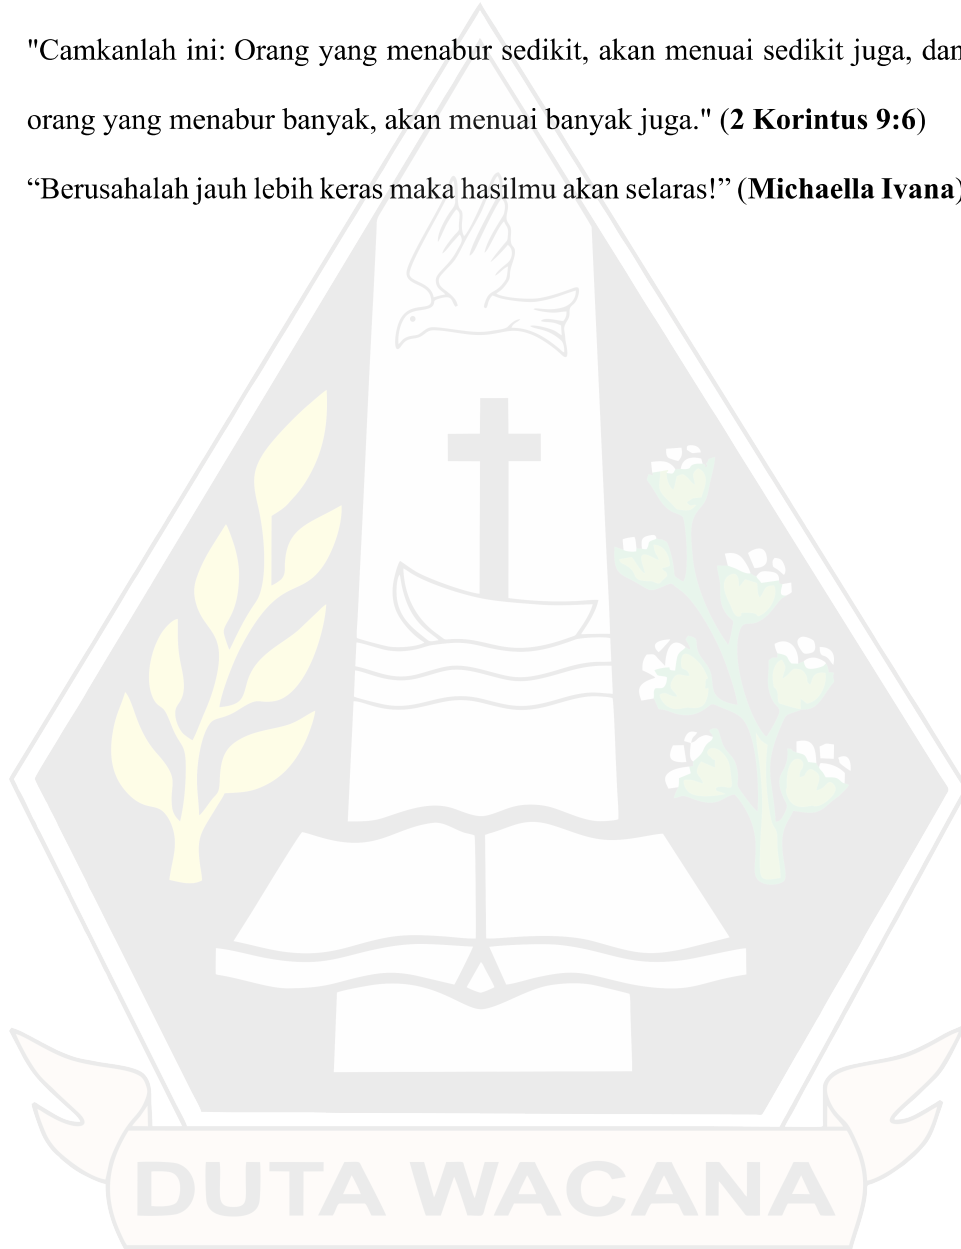 "Camkanlah ini: Orang yang menabur sedikit, akan menuai sedikit juga, dan
orang yang menabur banyak, akan menuai banyak juga." (2 Korintus 9:6)
“Berusahalah jauh lebih keras maka hasilmu akan selaras!” (Michaella Ivana)
DUTA WACANA